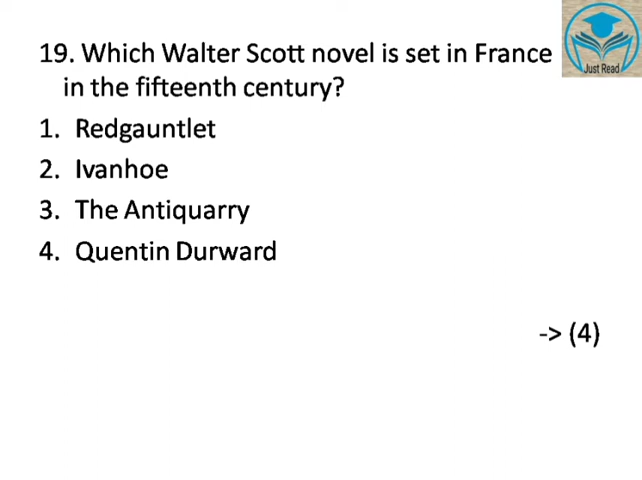 19. Which Walter Scott novel is set in France
in the fifteenth century?
1. Redgauntlet
2. Ivanhoe
3. The Antiquarry
4. Quentin Durward
-> (4)
Just Read